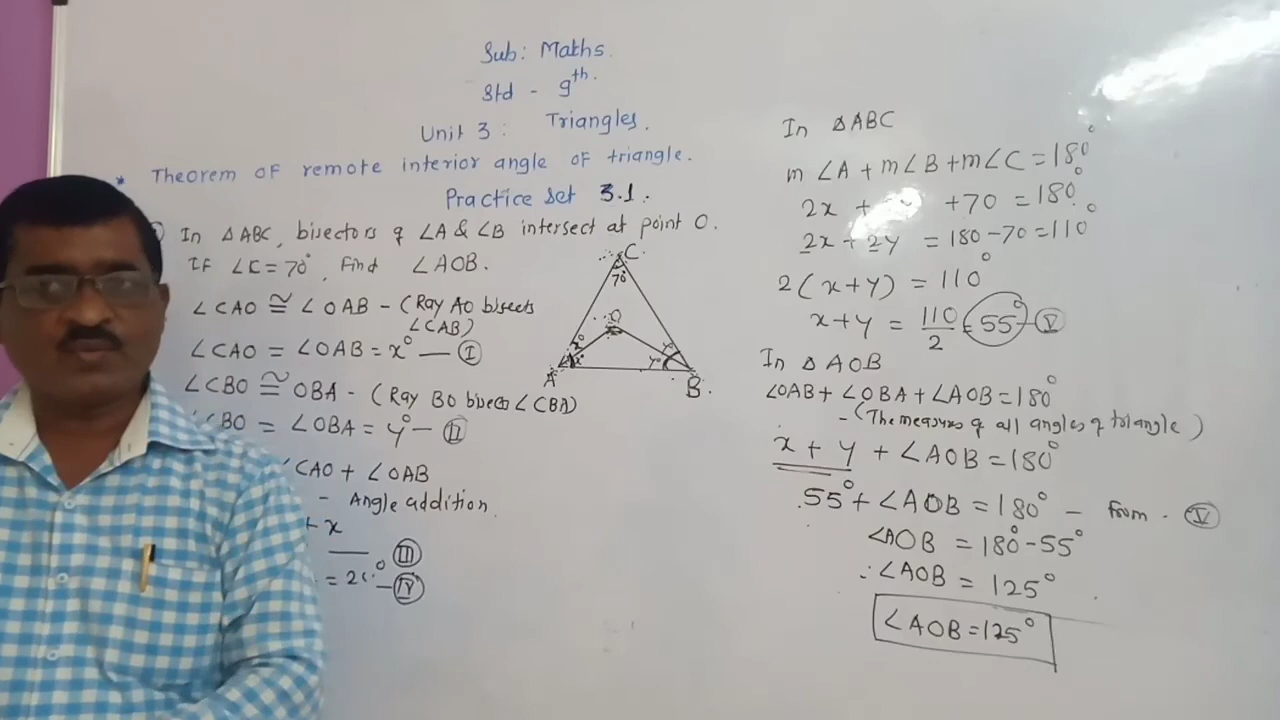 Sub: Maths.
Std - 9th.
Unit 3: Triangles.
* Theorem of remote interior angle of triangle.
Practice Set 3.1.
In △ABC, bisectors of ∠A & ∠B intersect at point O.
If ∠C = 70°, Find ∠AOB.
∠CAO ≅ ∠OAB - (Ray AO bisects
∠CAB)
∠CAO = ∠OAB = x° — Ⅰ
∠CBO ≅ OBA - (Ray BO bisects ∠CBA)
∠CBO = ∠OBA = y° — Ⅱ
∠CAO + ∠OAB
- Angle addition
+ x
— Ⅲ
= 2 ° — Ⅳ
C.
70°
O
x°
x°
y°
y°
A
B.
In △ABC
m∠A + m∠B + m∠C = 180°
2x + y + 70 = 180°
2x + 2y = 180 - 70 = 110°
2(x+y) = 110°
x+y = 110/2 = 55° - Ⅴ
In △AOB
∠OAB + ∠OBA + ∠AOB = 180°
- (The measures of all angles of triangle)
x + y + ∠AOB = 180°
55° + ∠AOB = 180° - from. Ⅴ
∠AOB = 180° - 55°
∴ ∠AOB = 125°
∠AOB = 125°